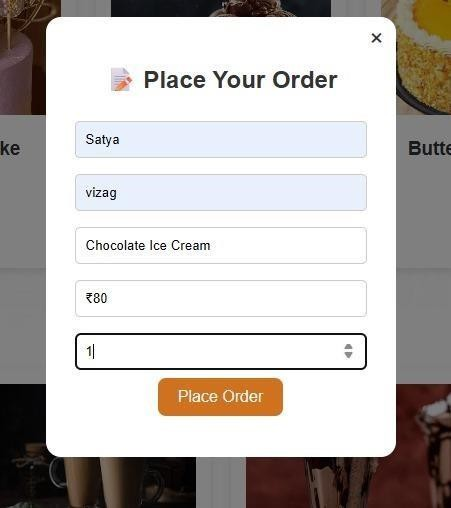 ×
📝 Place Your Order
ke
Butte
Satya
vizag
Chocolate Ice Cream
₹80
1
Place Order